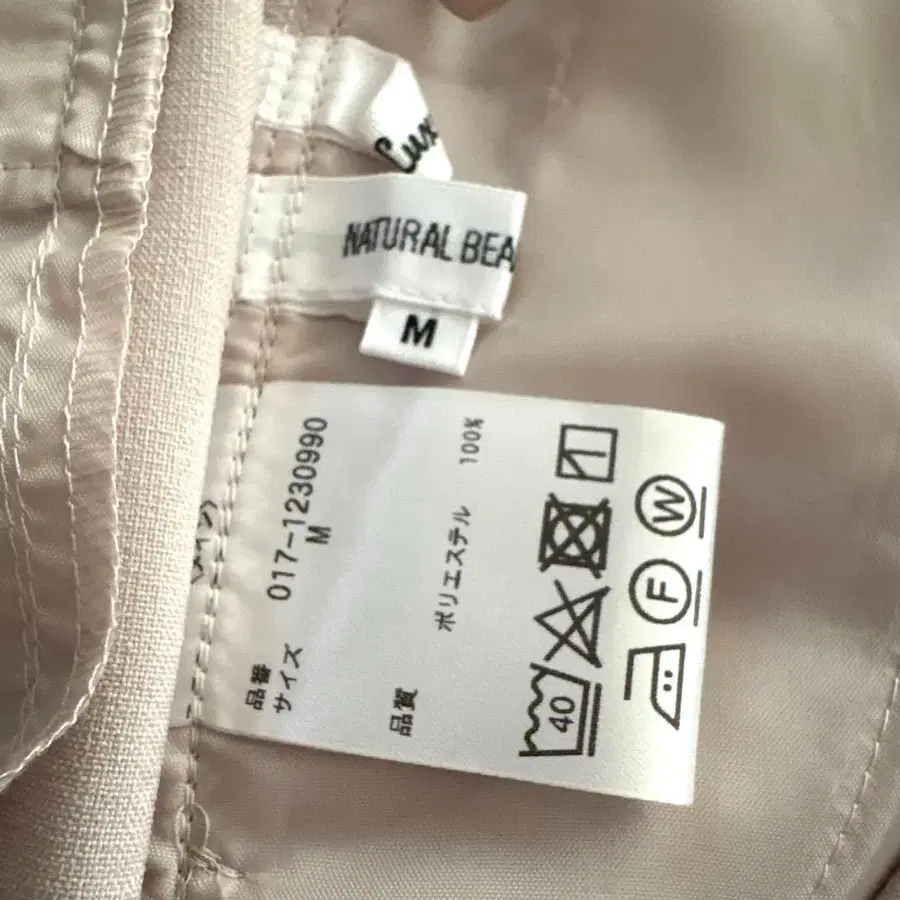 Lux
NATURAL BEA
M
品番 017-1230990
サイズ M
品質 ポリエステル 100%
40
F
W